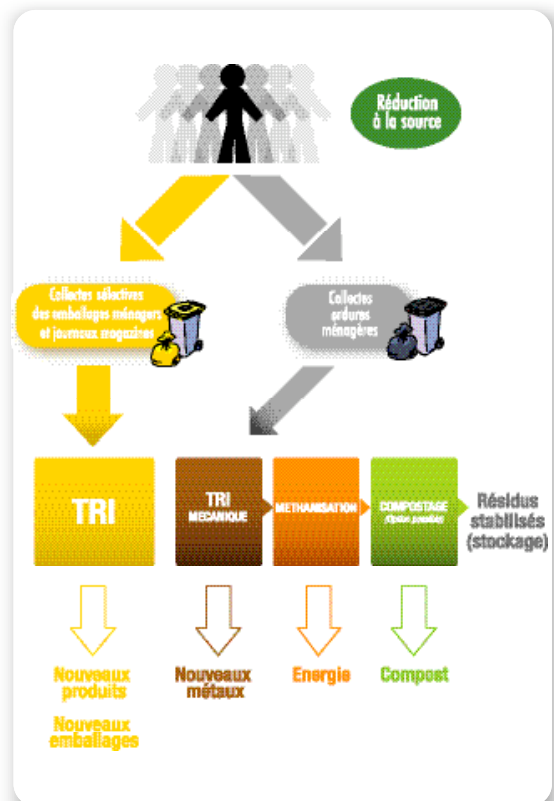 Réduction
à la source
Collectes sélectives
des emballages ménagers
et journaux magazines
Collectes
ordures
ménagères
TRI
TRI
MECANIQUE
METHANISATION
COMPOSTAGE
(Option possible)
Résidus
stabilisés
(stockage)
Nouveaux
produits
Nouveaux
emballages
Nouveaux
métaux
Energie
Compost